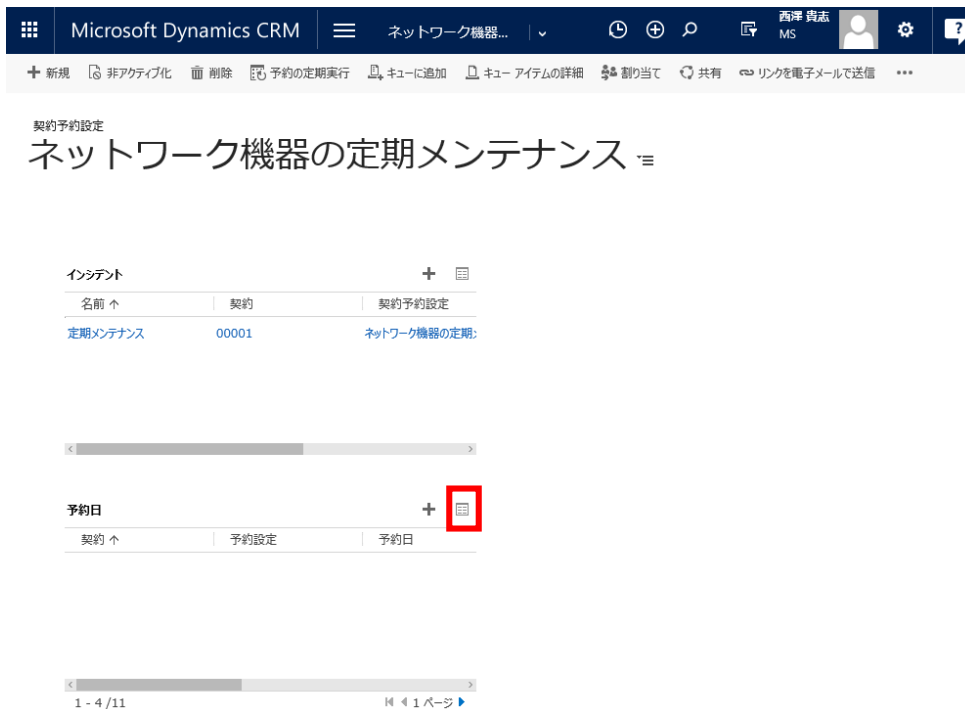 Microsoft Dynamics CRM ネットワーク機器... 西澤 貴志
MS
?
新規 非アクティブ化 削除 予約の定期実行 キューに追加 キュー アイテムの詳細 割り当て 共有 リンクを電子メールで送信 •••
契約予約設定
ネットワーク機器の定期メンテナンス
インシデント
名前 契約 契約予約設定
定期メンテナンス 00001 ネットワーク機器の定期
予約日
契約 予約設定 予約日
1 - 4 /11 1 ページ